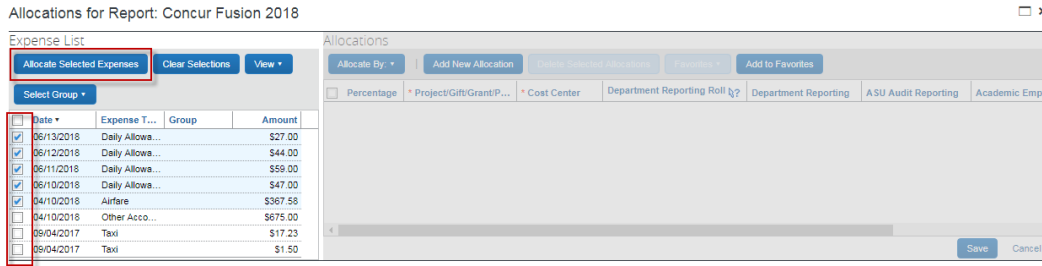 Allocations for Report: Concur Fusion 2018
Expense List
Allocate Selected Expenses Clear Selections View
Select Group
Date Expense T... Group Amount
06/13/2018 Daily Allowa... $27.00
06/12/2018 Daily Allowa... $44.00
06/11/2018 Daily Allowa... $59.00
06/10/2018 Daily Allowa... $47.00
04/10/2018 Airfare $367.58
04/10/2018 Other Acco... $675.00
09/04/2017 Taxi $17.23
09/04/2017 Taxi $1.50
Allocations
Allocate By: Add New Allocation Delete Selected Allocations Favorites Add to Favorites
Percentage * Project/Gift/Grant/P... * Cost Center Department Reporting Roll Department Reporting ASU Audit Reporting Academic Emp
Save Cancel